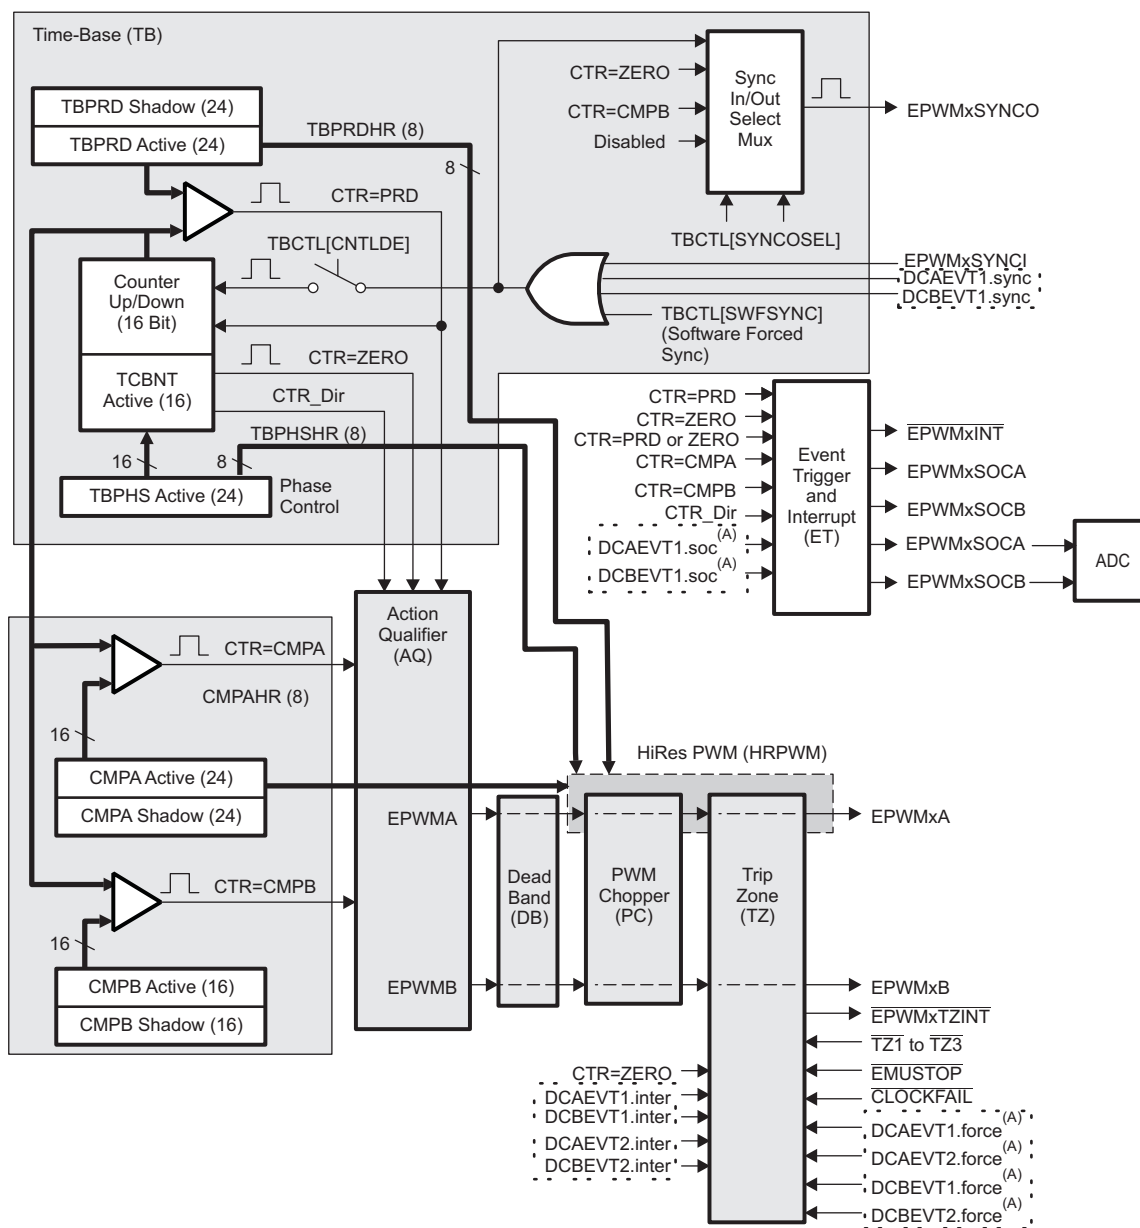 Time-Base (TB)
TBPRD Shadow (24)
TBPRD Active (24)
TBPRDHR (8)
8
CTR=PRD
TBCTL[CNTLDE]
Counter
Up/Down
(16 Bit)
TCBNT
Active (16)
CTR=ZERO
CTR_Dir
TBPHSHR (8)
16
8
TBPHS Active (24)
Phase
Control
CTR=ZERO
CTR=CMPB
Disabled
Sync
In/Out
Select
Mux
EPWMxSYNCO
TBCTL[SYNCOSEL]
EPWMxSYNCI
DCAEVT1.sync
DCBEVT1.sync
TBCTL[SWFSYNC]
(Software Forced
Sync)
CTR=PRD
CTR=ZERO
CTR=PRD or ZERO
CTR=CMPA
CTR=CMPB
CTR_Dir
DCAEVT1.soc(A)
DCBEVT1.soc(A)
Event
Trigger
and
Interrupt
(ET)
EPWMxINT
EPWMxSOCA
EPWMxSOCB
EPWMxSOCA
EPWMxSOCB
ADC
Action
Qualifier
(AQ)
CTR=CMPA
CMPAHR (8)
16
CMPA Active (24)
CMPA Shadow (24)
CTR=CMPB
16
CMPB Active (16)
CMPB Shadow (16)
EPWMA
EPWMB
HiRes PWM (HRPWM)
Dead
Band
(DB)
PWM
Chopper
(PC)
Trip
Zone
(TZ)
EPWMxA
EPWMxB
EPWMxTZINT
TZ1 to TZ3
EMUSTOP
CLOCKFAIL
DCAEVT1.force(A)
DCAEVT2.force(A)
DCBEVT1.force(A)
DCBEVT2.force(A)
CTR=ZERO
DCAEVT1.inter
DCBEVT1.inter
DCAEVT2.inter
DCBEVT2.inter